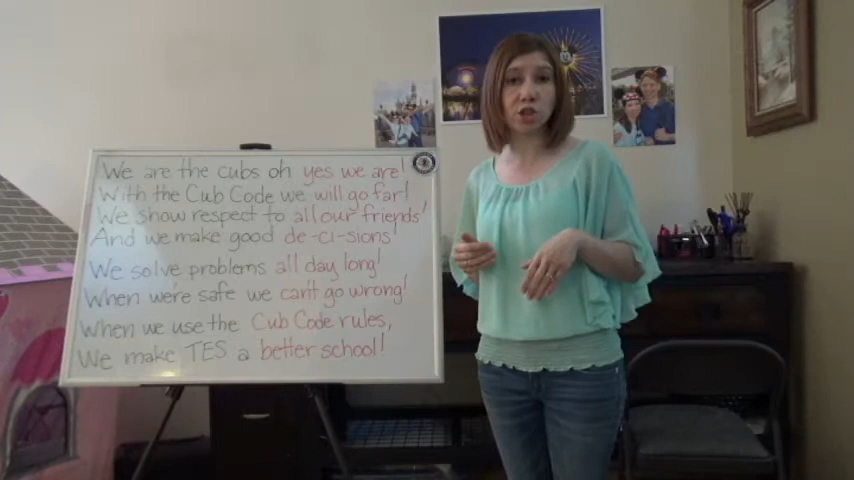 We are the cubs oh yes we are!
With the Cub Code we will go far!
We show respect to all our friends!
And we make good de-ci-sions!
We solve problems all day long!
When we're safe we can't go wrong!
When we use the Cub Code rules,
We make TES a better school!